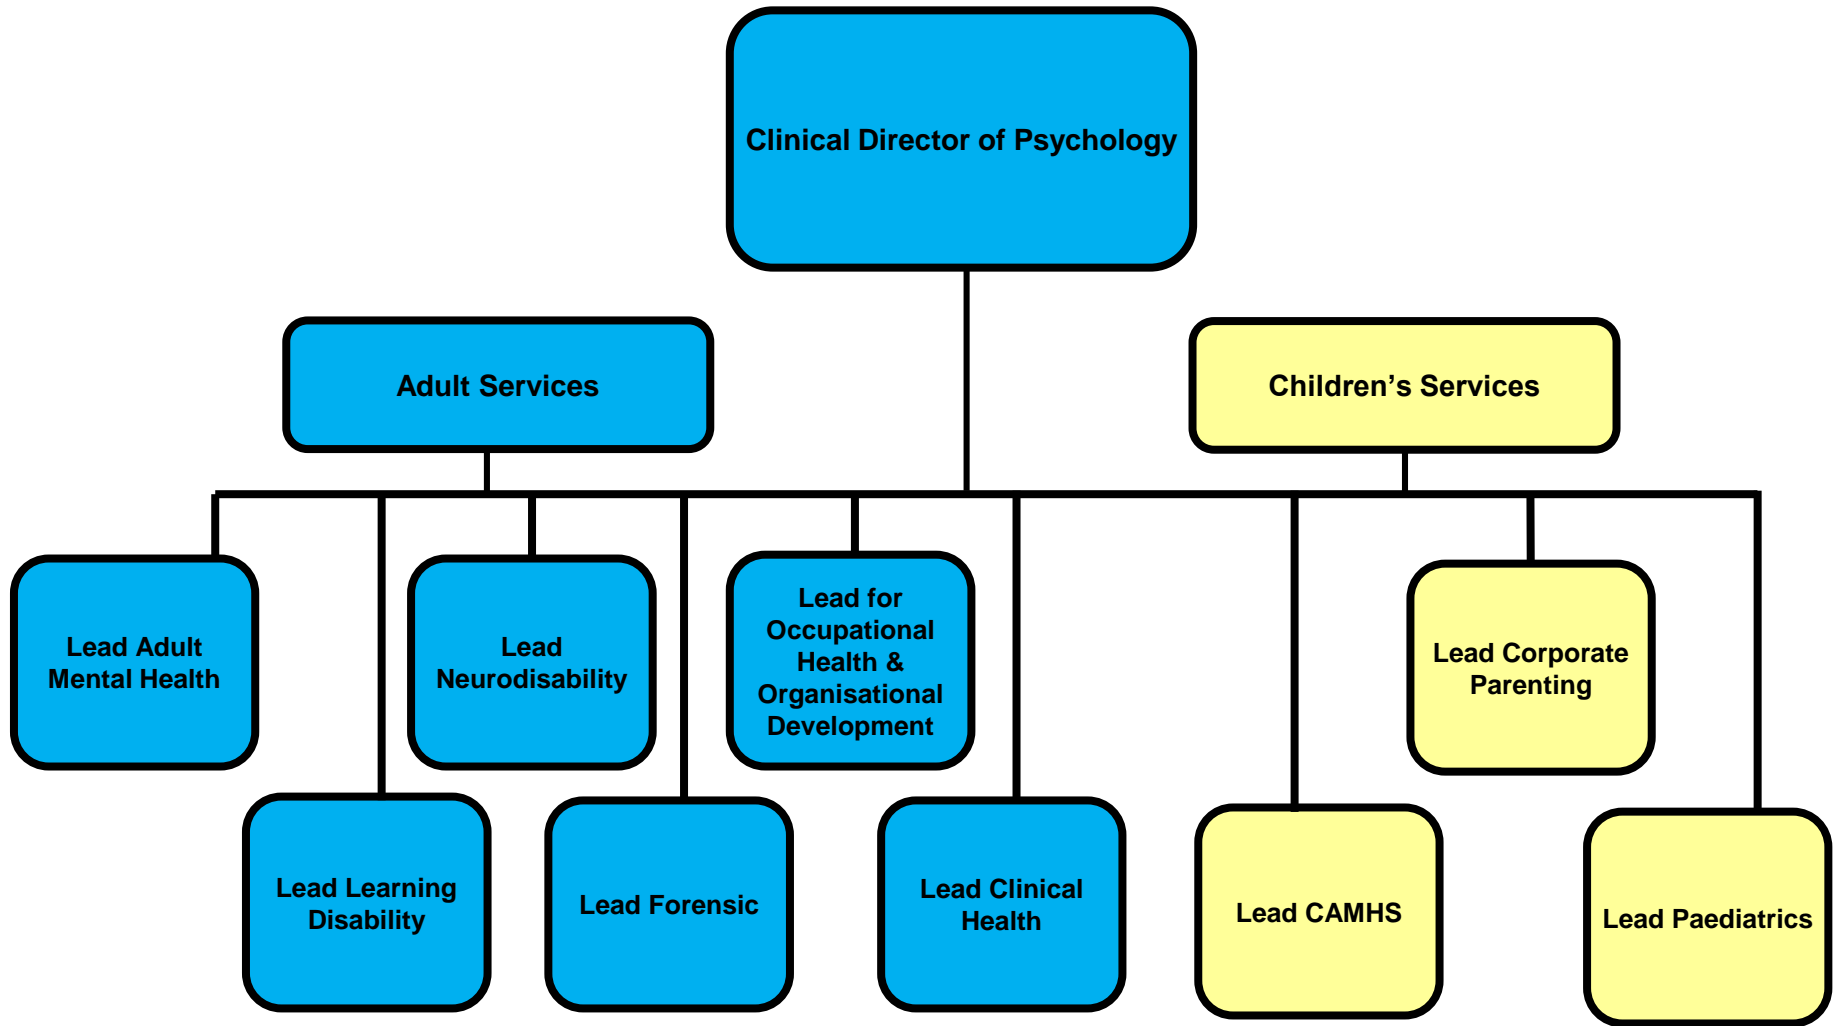 Clinical Director of Psychology
Adult Services
Children’s Services
Lead Adult
Mental Health
Lead
Neurodisability
Lead for
Occupational
Health &
Organisational
Development
Lead Corporate
Parenting
Lead Learning
Disability
Lead Forensic
Lead Clinical
Health
Lead CAMHS
Lead Paediatrics